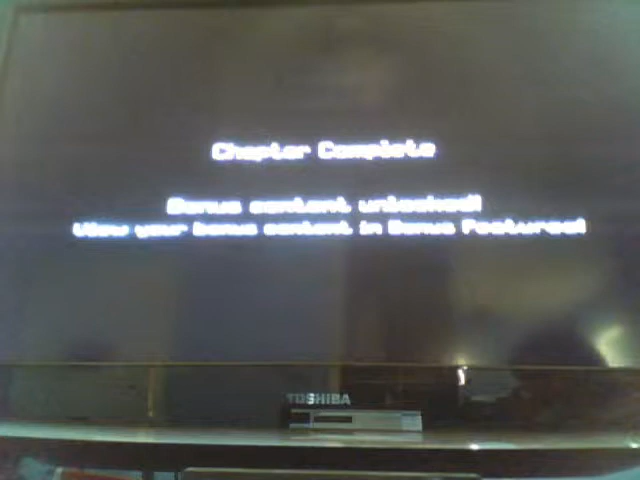 Chapter Complete
Bonus content unlocked!
View your bonus content in Bonus Features!
TOSHIBA